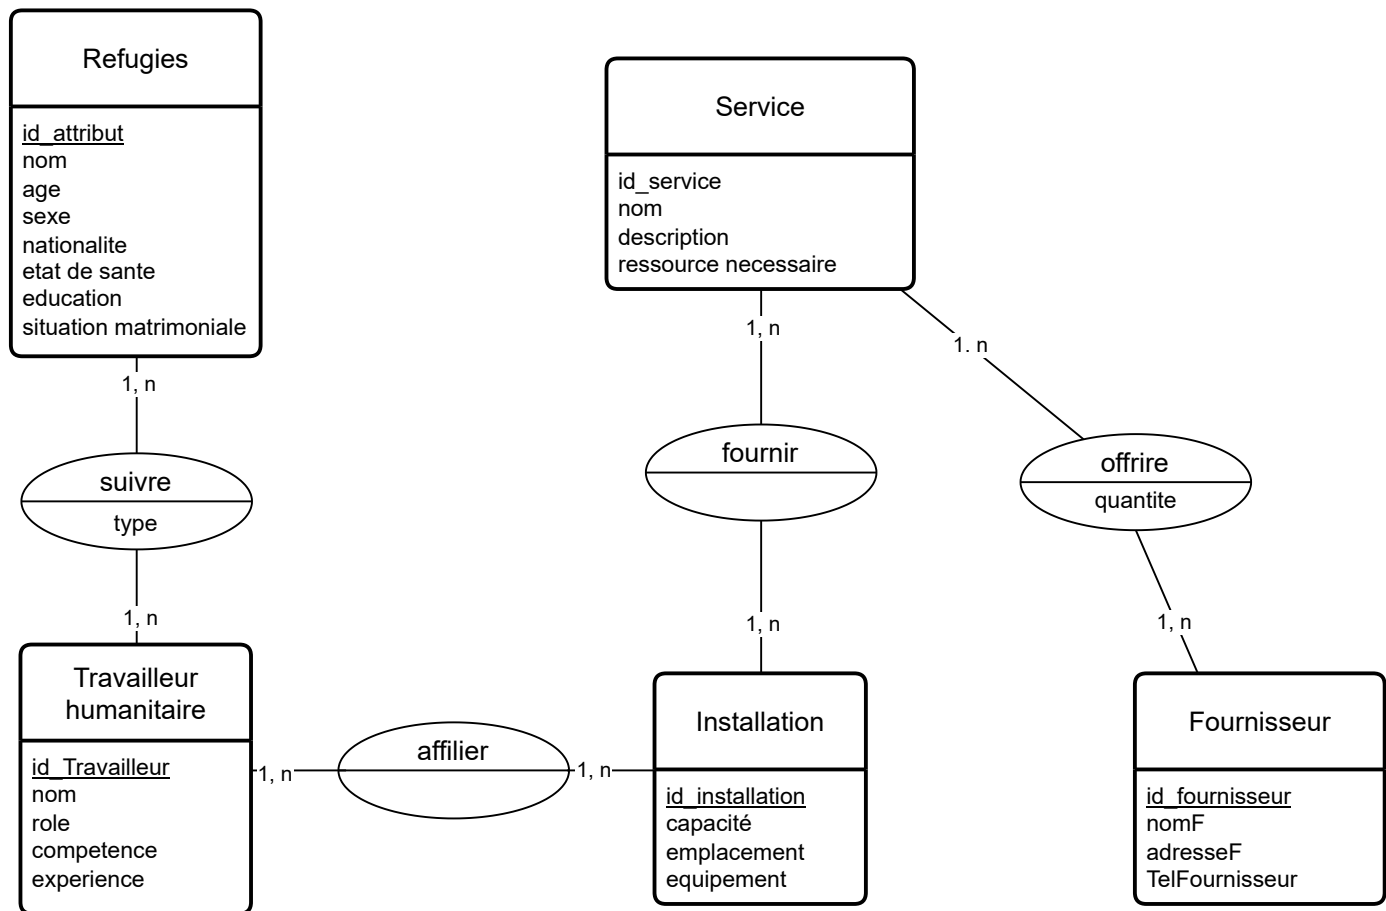 Refugies
id_attribut
nom
age
sexe
nationalite
etat de sante
education
situation matrimoniale
Service
id_service
nom
description
ressource necessaire
1, n
1, n
1. n
suivre
type
fournir
offrire
quantite
1, n
1, n
1, n
Travailleur
humanitaire
id_Travailleur
nom
role
competence
experience
1, n
affilier
1, n
Installation
id_installation
capacité
emplacement
equipement
Fournisseur
id_fournisseur
nomF
adresseF
TelFournisseur